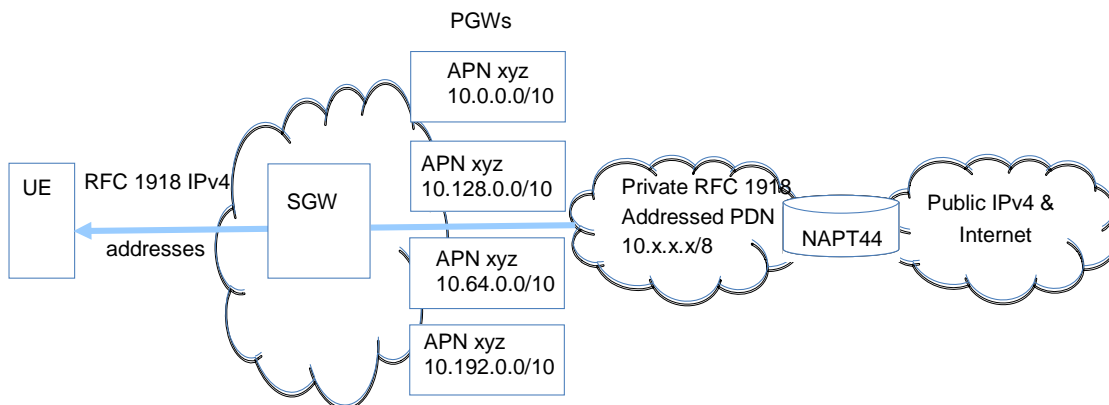 PGWs
APN xyz
10.0.0.0/10
APN xyz
10.128.0.0/10
UE
RFC 1918 IPv4
addresses
SGW
APN xyz
10.64.0.0/10
APN xyz
10.192.0.0/10
Private RFC 1918
Addressed PDN
10.x.x.x/8
NAPT44
Public IPv4 &
Internet